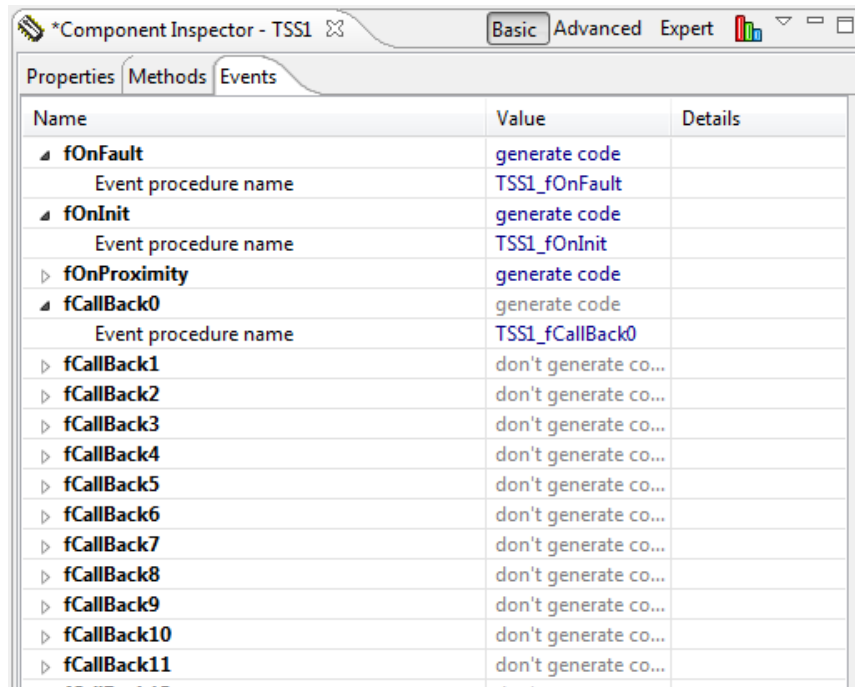 *Component Inspector - TSS1 Basic Advanced Expert
Properties Methods Events
Name Value Details
fOnFault generate code
Event procedure name TSS1_fOnFault
fOnInit generate code
Event procedure name TSS1_fOnInit
fOnProximity generate code
fCallBack0 generate code
Event procedure name TSS1_fCallBack0
fCallBack1 don't generate co...
fCallBack2 don't generate co...
fCallBack3 don't generate co...
fCallBack4 don't generate co...
fCallBack5 don't generate co...
fCallBack6 don't generate co...
fCallBack7 don't generate co...
fCallBack8 don't generate co...
fCallBack9 don't generate co...
fCallBack10 don't generate co...
fCallBack11 don't generate co...